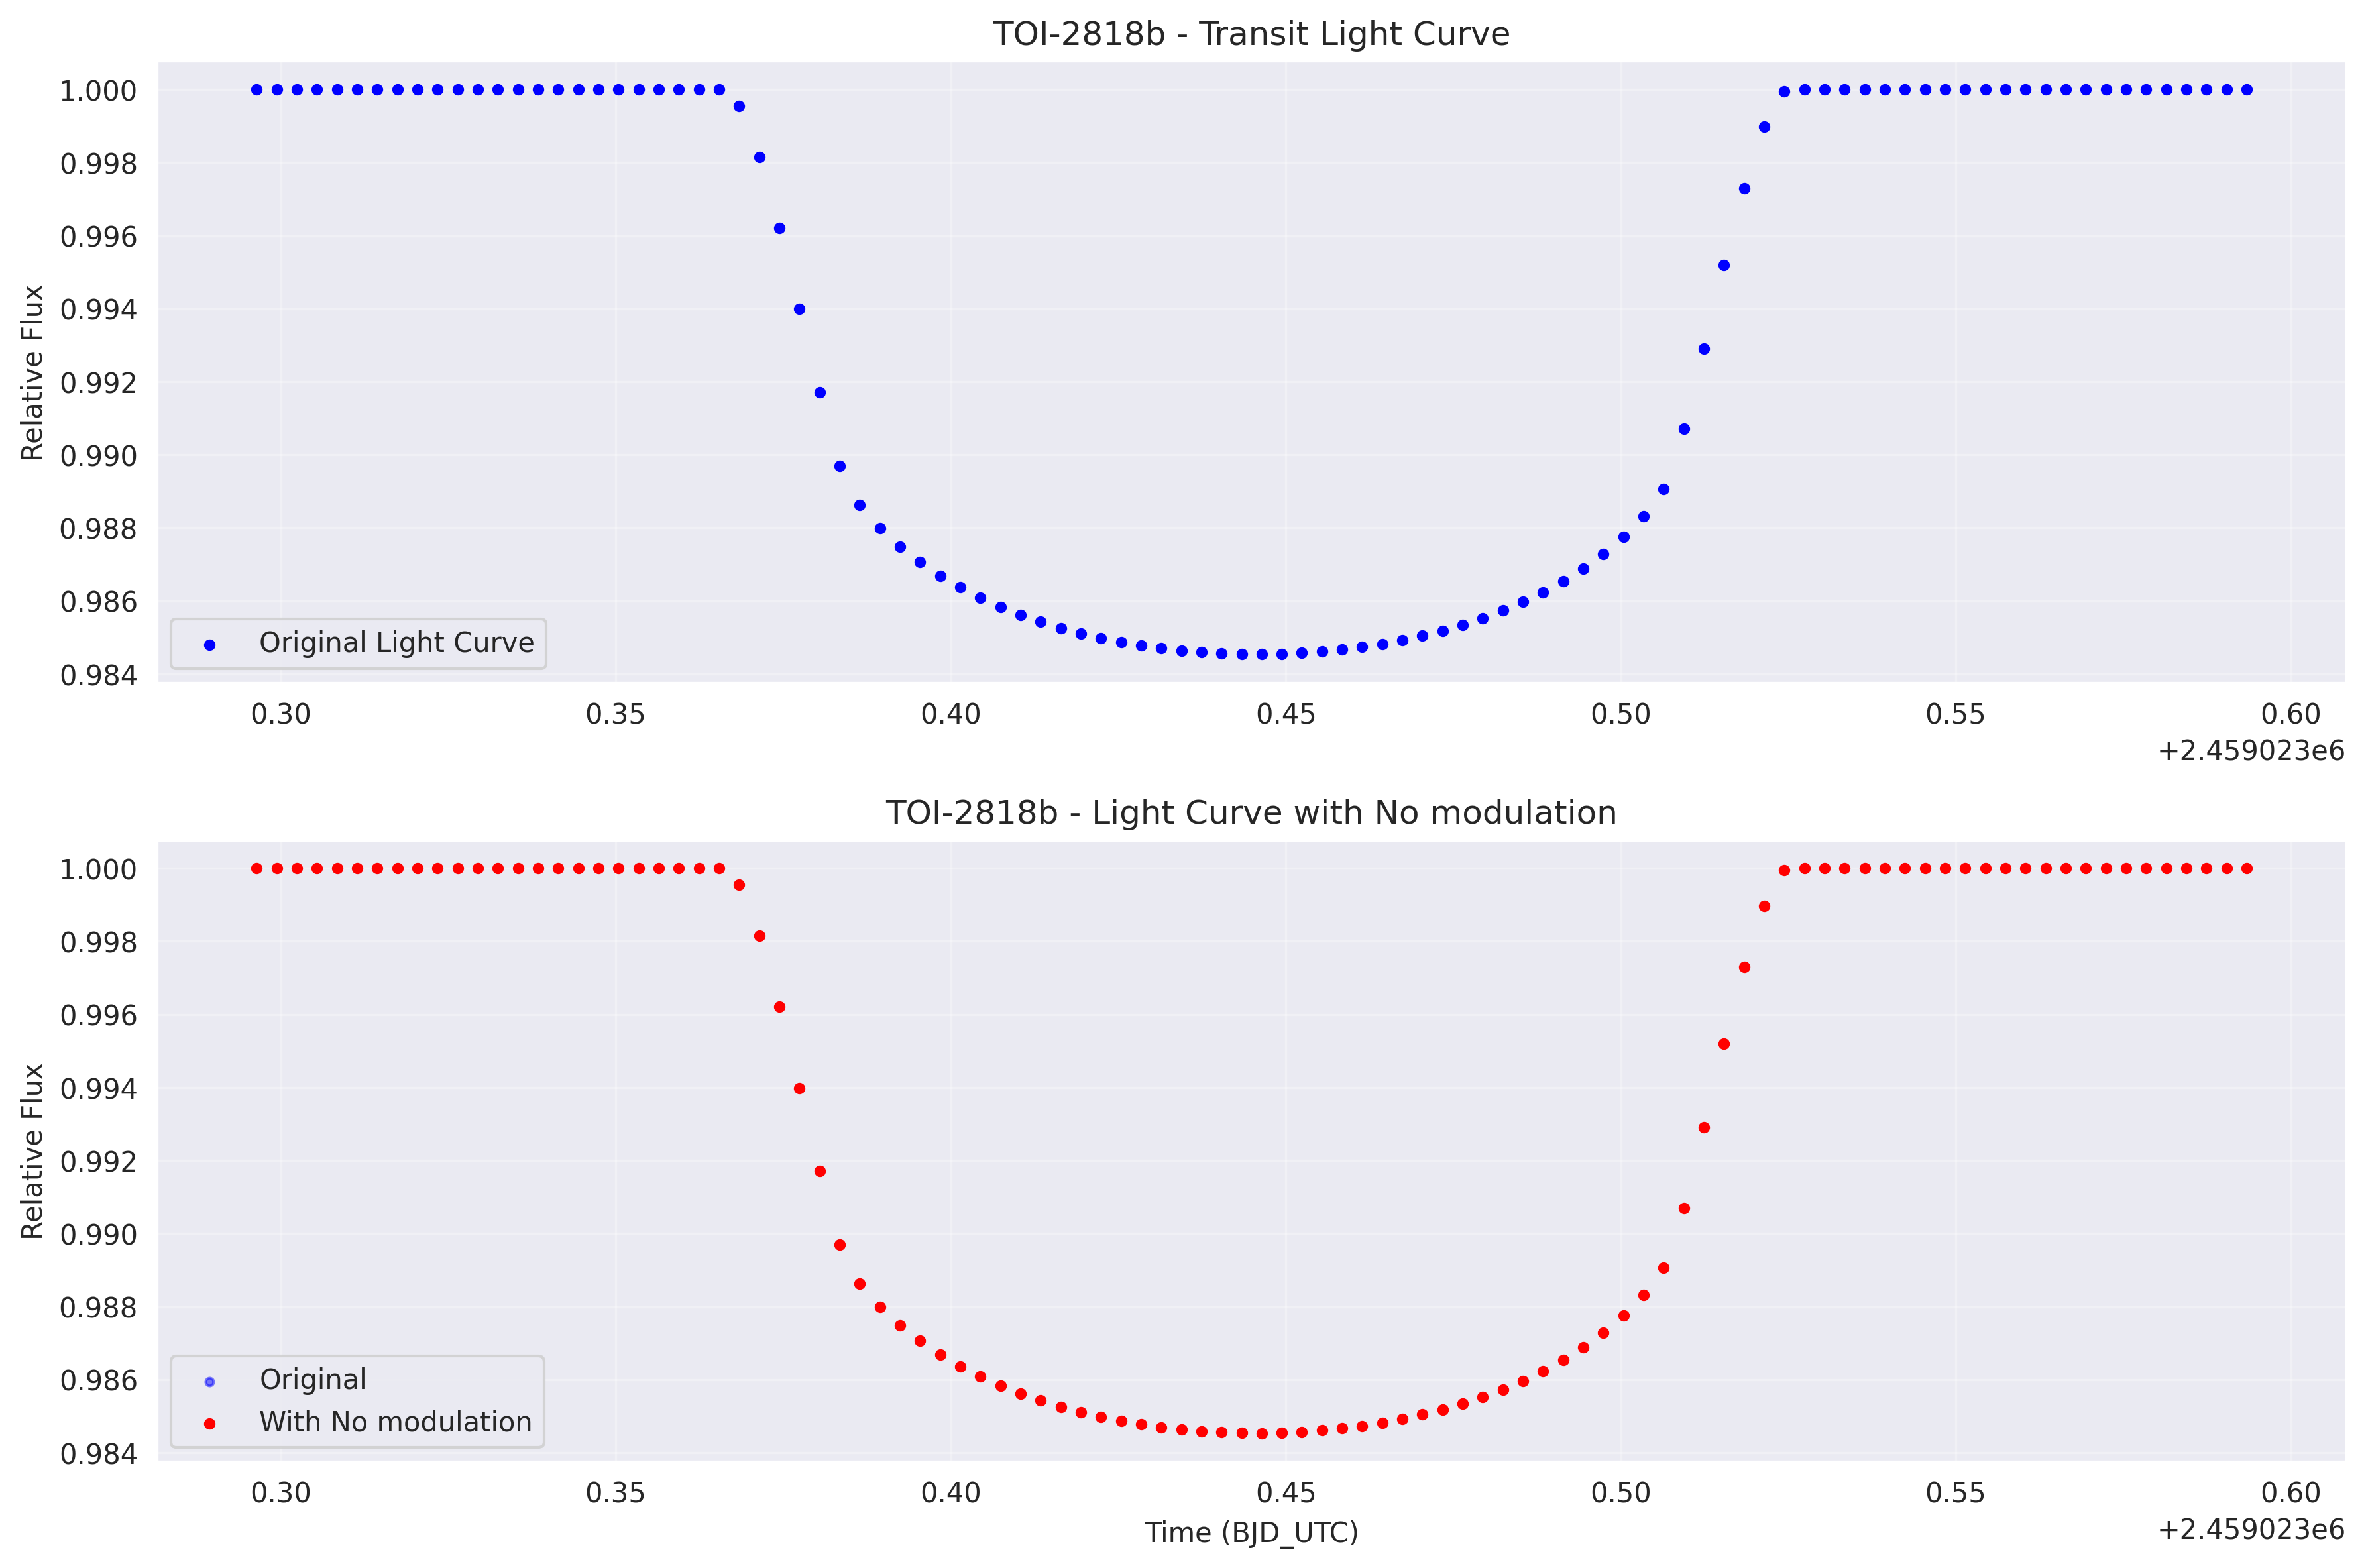 TOI-2818b - Transit Light Curve
Relative Flux
1.000
0.998
0.996
0.994
0.992
0.990
0.988
0.986
0.984
Original Light Curve
0.30 0.35 0.40 0.45 0.50 0.55 0.60
+2.459023e6
TOI-2818b - Light Curve with No modulation
Relative Flux
1.000
0.998
0.996
0.994
0.992
0.990
0.988
0.986
0.984
Original
With No modulation
0.30 0.35 0.40 0.45 0.50 0.55 0.60
Time (BJD_UTC)
+2.459023e6